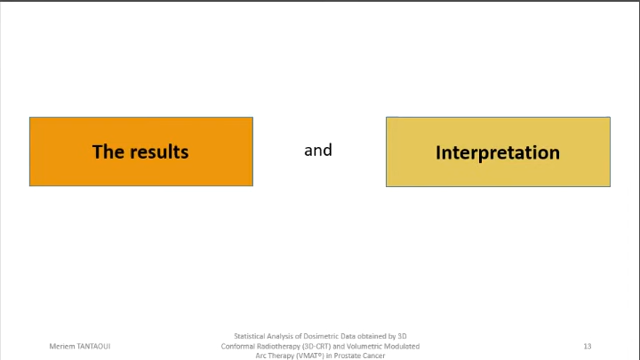 The results and Interpretation
Meriem TANTAOUI
Statistical Analysis of Dosimetric Data obtained by 3D
Conformal Radiotherapy (3D-CRT) and Volumetric Modulated
Arc Therapy (VMAT®) in Prostate Cancer
13